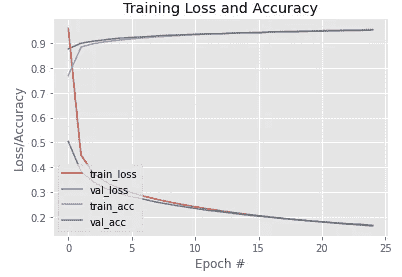 Training Loss and Accuracy
Loss/Accuracy
0.9
0.8
0.7
0.6
0.5
0.4
0.3
0.2
train_loss
val_loss
train_acc
val_acc
0 5 10 15 20 25
Epoch #